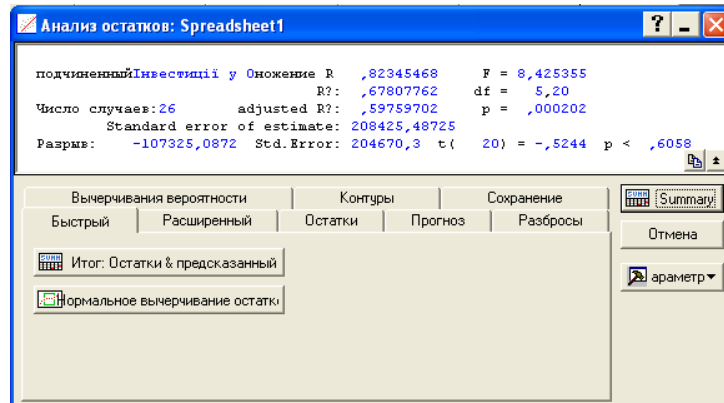 Анализ остатков: Spreadsheet1
подчиненныйІнвестиції у Оножение R ,82345468 F = 8,425355
R?: ,67807762 df = 5,20
Число случаев:26 adjusted R?: ,59759702 p = ,000202
Standard error of estimate: 208425,48725
Разрыв: -107325,0872 Std.Error: 204670,3 t( 20) = -,5244 p < ,6058
Вычерчивания вероятности Контуры Сохранение
Быстрый Расширенный Остатки Прогноз Разбросы
Summary
Отмена
араметр
Итог: Остатки & предсказанный
Нормальное вычерчивание остатк